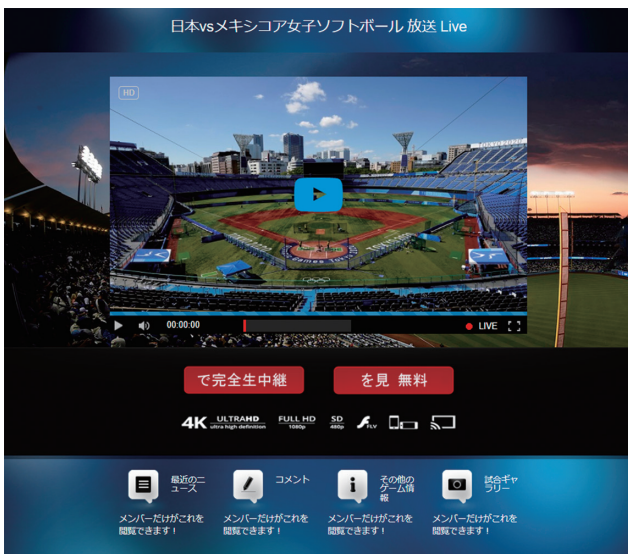 日本vsメキシコア女子ソフトボール 放送 Live
HD
TOKYO2020
00:00:00
LIVE
で完全生中継
を見 無料
4K ULTRAHD
ultra high definition
FULL HD
1080p
SD
480p
FLV
最近のニ
ュース
メンバーだけがこれを
閲覧できます！
コメント
メンバーだけがこれを
閲覧できます！
その他の
ゲーム情
報
メンバーだけがこれを
閲覧できます！
試合ギャ
ラリー
メンバーだけがこれを
閲覧できます！